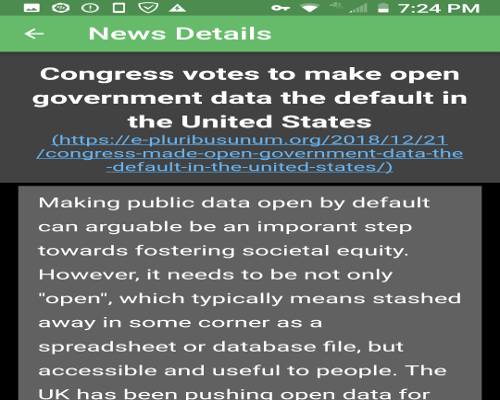 7:24 PM
News Details
Congress votes to make open
government data the default in
the United States
(https://e-pluribusunum.org/2018/12/21
/congress-made-open-government-data-the
-default-in-the-united-states/)
Making public data open by default
can arguable be an imporant step
towards fostering societal equity.
However, it needs to be not only
"open", which typically means stashed
away in some corner as a
spreadsheet or database file, but
accessible and useful to people. The
UK has been pushing open data for